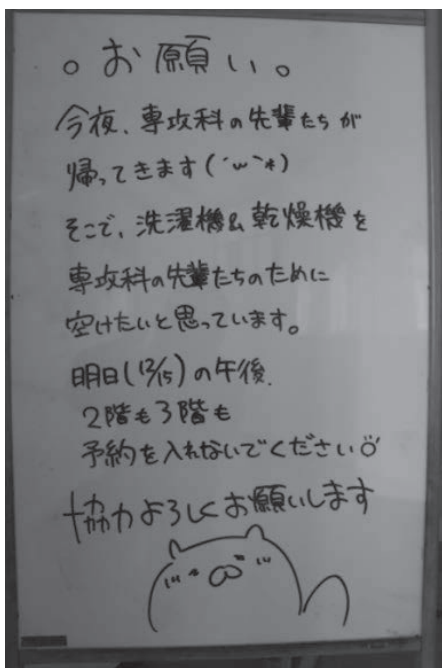 。お願い。
今夜、専攻科の先輩たちが
帰ってきます(´ω`*)
そこで、洗濯機&乾燥機を
専攻科の先輩たちのために
空けたいと思っています。
明日(12/15)の午後、
2階も3階も
予約を入れないでください
協力よろしくお願いします